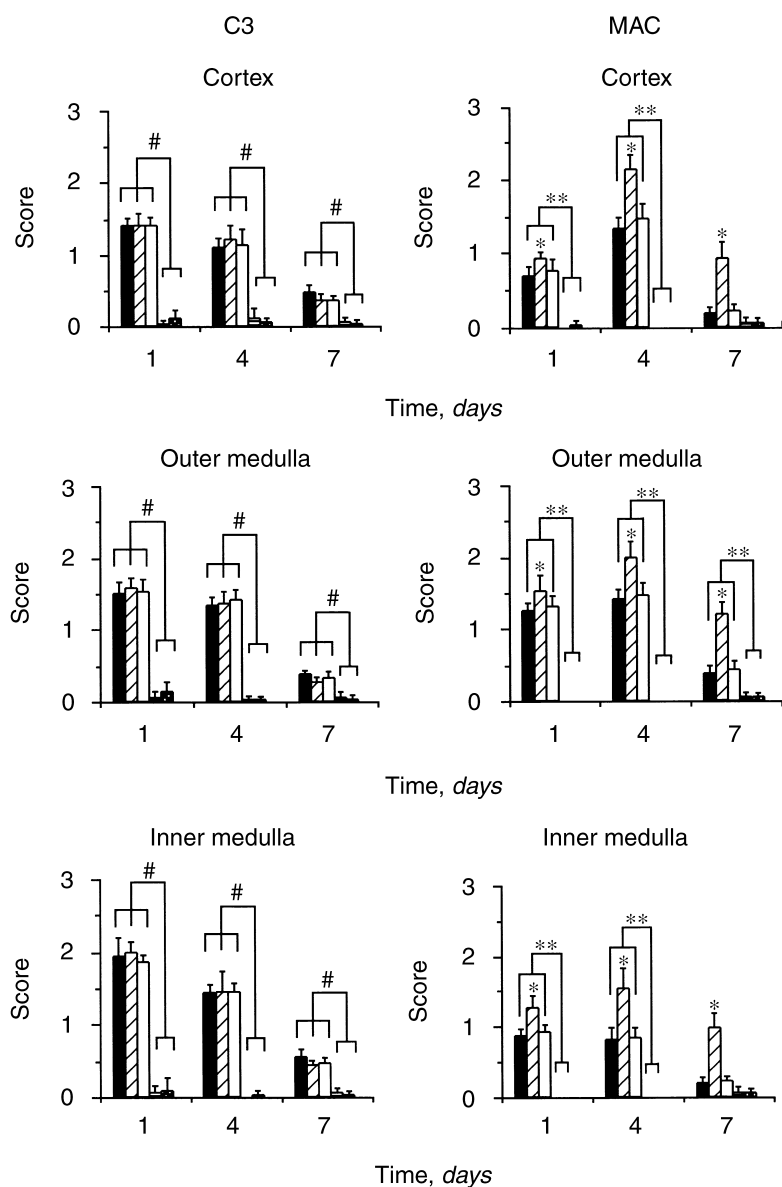 C3
MAC
Cortex
3
2
1
0
Score
#
#
#
1 4 7
Cortex
3
2
1
0
Score
**
*
**
*
*
1 4 7
Time, days
Outer medulla
3
2
1
0
Score
#
#
#
1 4 7
Outer medulla
3
2
1
0
Score
**
*
**
*
**
*
1 4 7
Time, days
Inner medulla
3
2
1
0
Score
#
#
#
1 4 7
Inner medulla
3
2
1
0
Score
**
*
**
*
*
1 4 7
Time, days